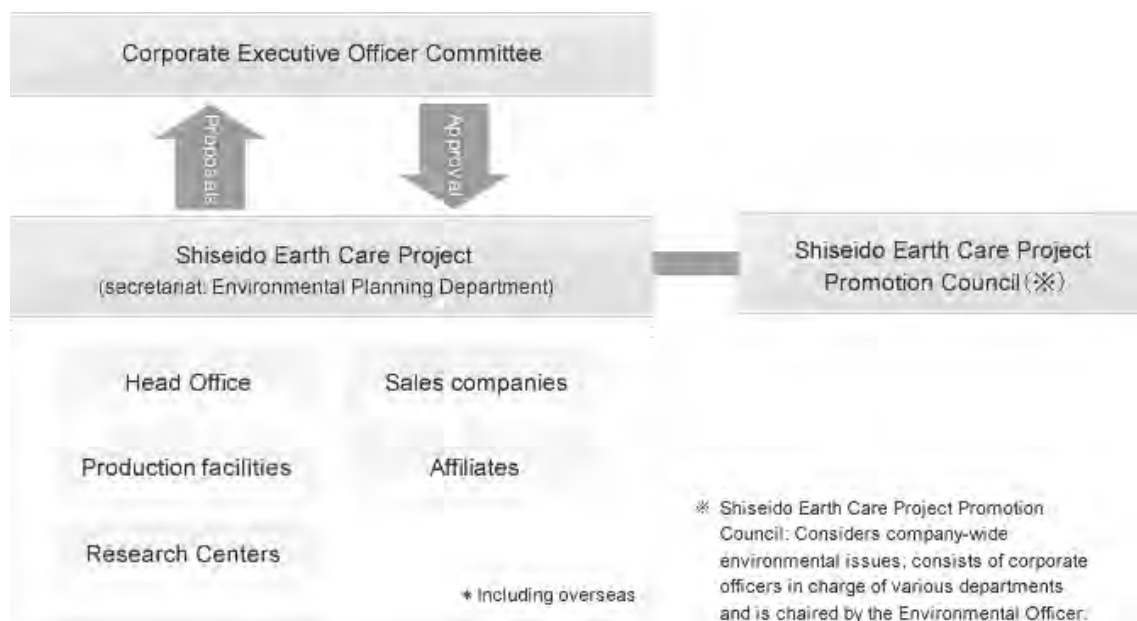 Corporate Executive Officer Committee
Proposals
Approval
Shiseido Earth Care Project
(secretariat: Environmental Planning Department)
Shiseido Earth Care Project
Promotion Council(※)
Head Office
Sales companies
Production facilities
Affiliates
Research Centers
* Including overseas
※ Shiseido Earth Care Project Promotion
Council: Considers company-wide
environmental issues; consists of corporate
officers in charge of various departments
and is chaired by the Environmental Officer.